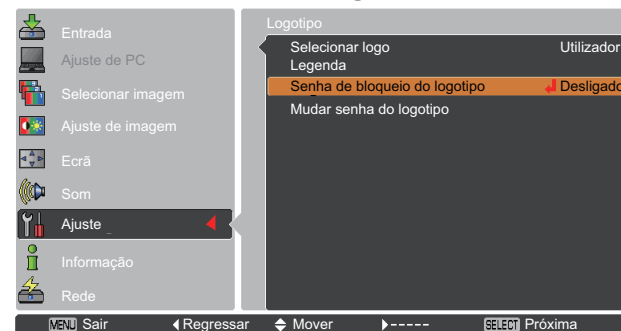 Entrada
Ajuste de PC
Selecionar imagem
Ajuste de imagem
Ecrã
Som
Ajuste
Informação
Rede
Logotipo
Selecionar logo Utilizador
Legenda
Senha de bloqueio do logotipo Desligado
Mudar senha do logotipo
MENU Sair Regressar Mover ----- SELECT Próxima